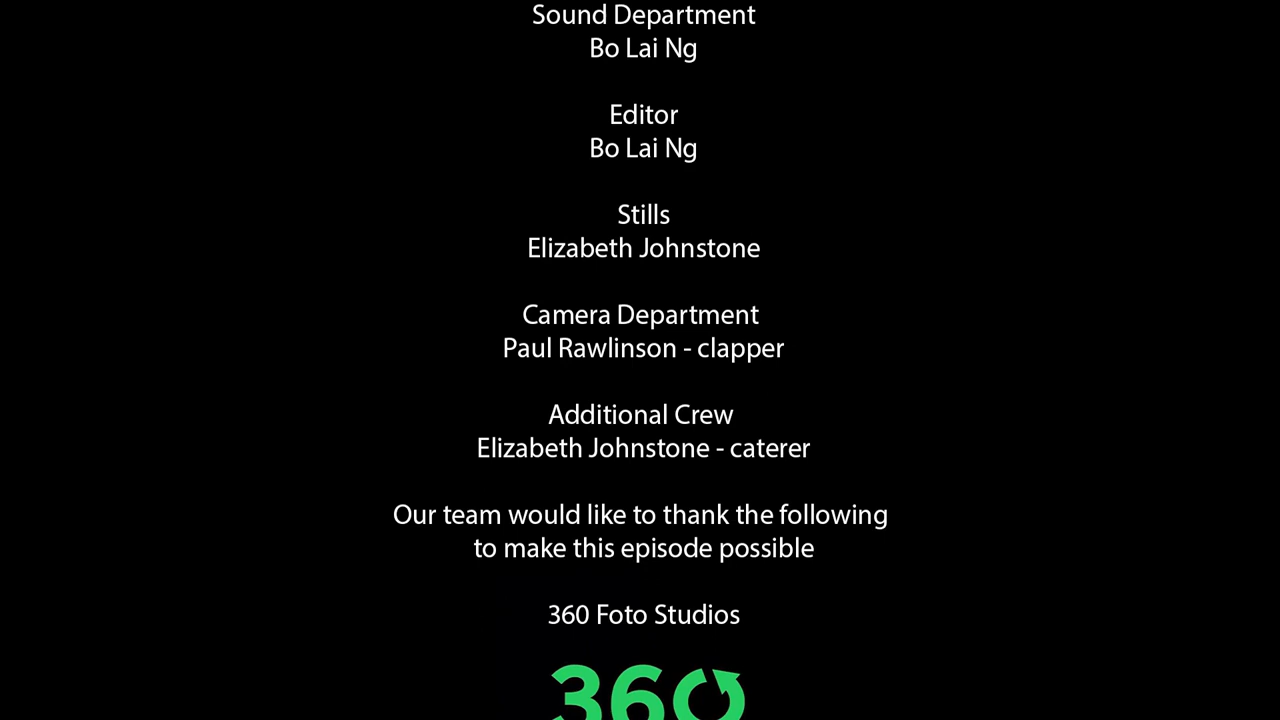 Sound Department
Bo Lai Ng
Editor
Bo Lai Ng
Stills
Elizabeth Johnstone
Camera Department
Paul Rawlinson - clapper
Additional Crew
Elizabeth Johnstone - caterer
Our team would like to thank the following
to make this episode possible
360 Foto Studios
360